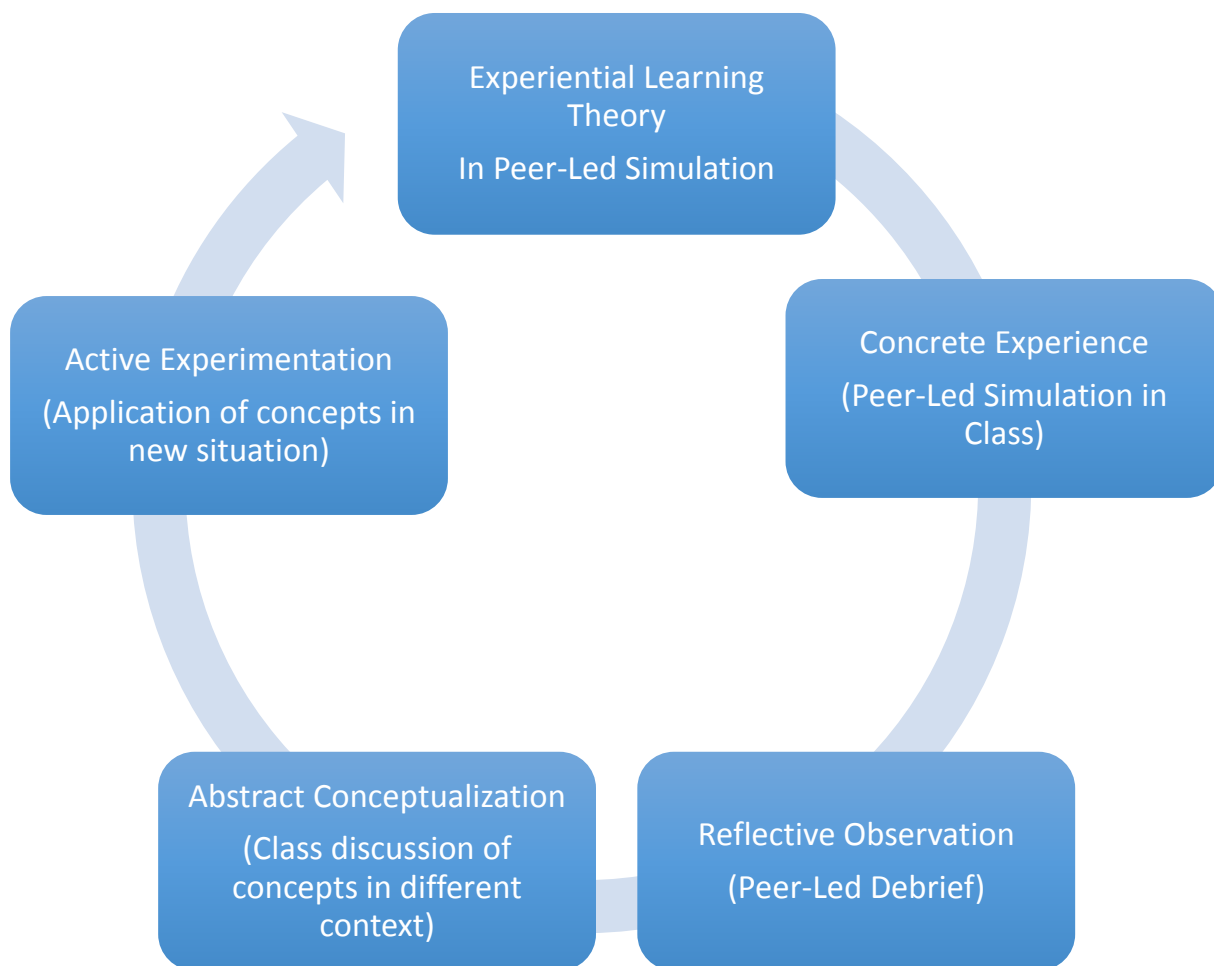 Experiential Learning
Theory
In Peer-Led Simulation
Concrete Experience
(Peer-Led Simulation in
Class)
Reflective Observation
(Peer-Led Debrief)
Abstract Conceptualization
(Class discussion of
concepts in different
context)
Active Experimentation
(Application of concepts in
new situation)